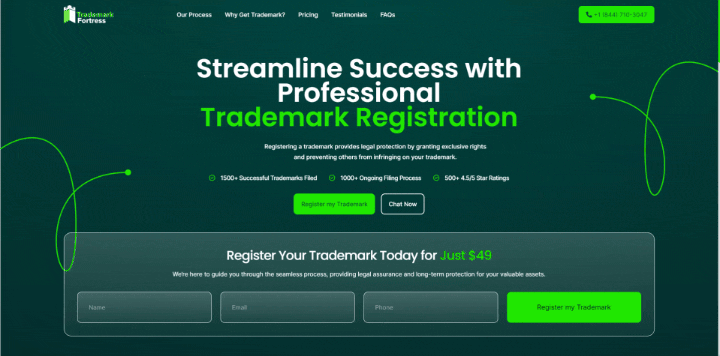 Trademark
Fortress
Our Process Why Get Trademark? Pricing Testimonials FAQs
+1 (844) 710-3047
Streamline Success with
Professional
Trademark Registration
Registering a trademark provides legal protection by granting exclusive rights
and preventing others from infringing on your trademark.
1500+ Successful Trademarks Filed 1000+ Ongoing Filing Process 500+ 4.5/5 Star Ratings
Register my Trademark Chat Now
Register Your Trademark Today for Just $49
We're here to guide you through the seamless process, providing legal assurance and long-term protection for your valuable assets.
Name Email Phone Register my Trademark